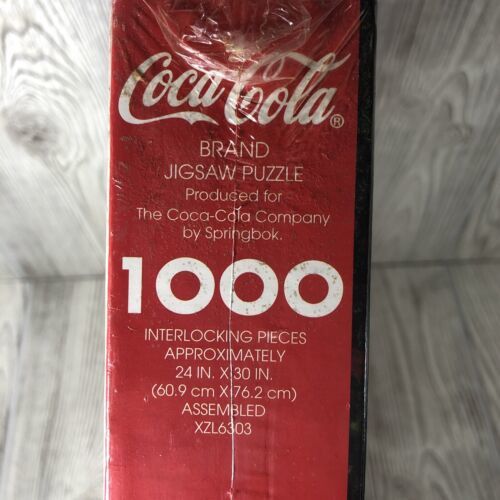 Coca-Cola®
BRAND
JIGSAW PUZZLE
Produced for
The Coca-Cola Company
by Springbok.
1000
INTERLOCKING PIECES
APPROXIMATELY
24 IN. X 30 IN.
(60.9 cm X 76.2 cm)
ASSEMBLED
XZL6303